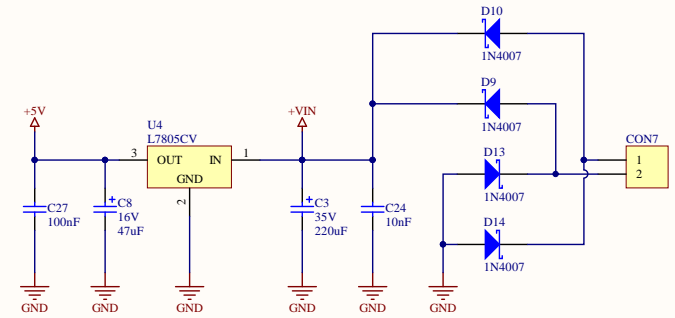 D10
1N4007
D9
1N4007
+5V
U4
L7805CV
+VIN
3 OUT IN 1
GND
2
D13
1N4007
CON7
1
2
C27
100nF
+ C8
16V
47uF
+ C3
35V
220uF
C24
10nF
D14
1N4007
GND
GND
GND
GND
GND
GND